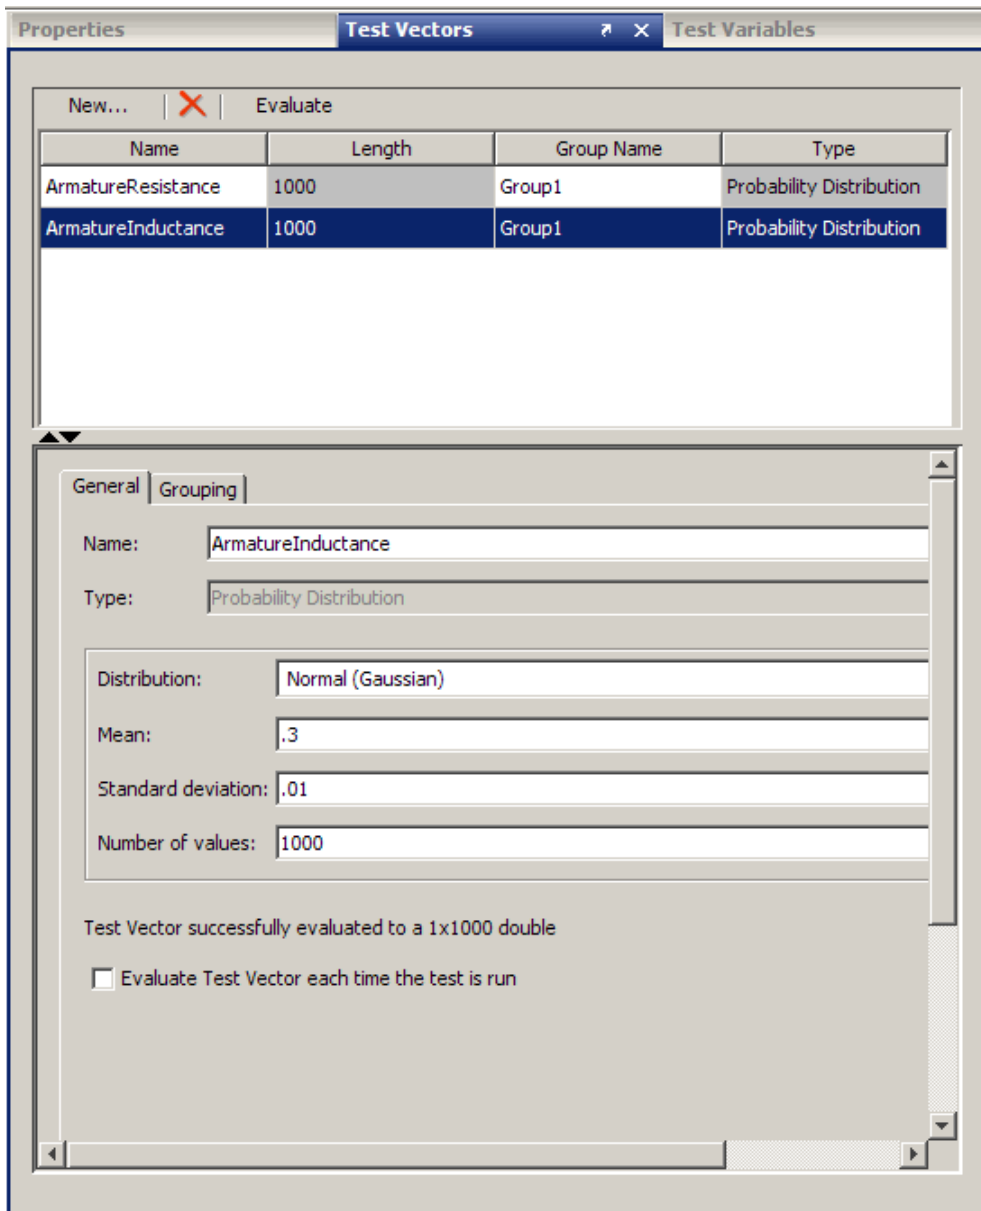 Properties Test Vectors Test Variables
New... Evaluate
Name Length Group Name Type
ArmatureResistance 1000 Group1 Probability Distribution
ArmatureInductance 1000 Group1 Probability Distribution
General Grouping
Name: ArmatureInductance
Type: Probability Distribution
Distribution: Normal (Gaussian)
Mean: .3
Standard deviation: .01
Number of values: 1000
Test Vector successfully evaluated to a 1x1000 double
Evaluate Test Vector each time the test is run